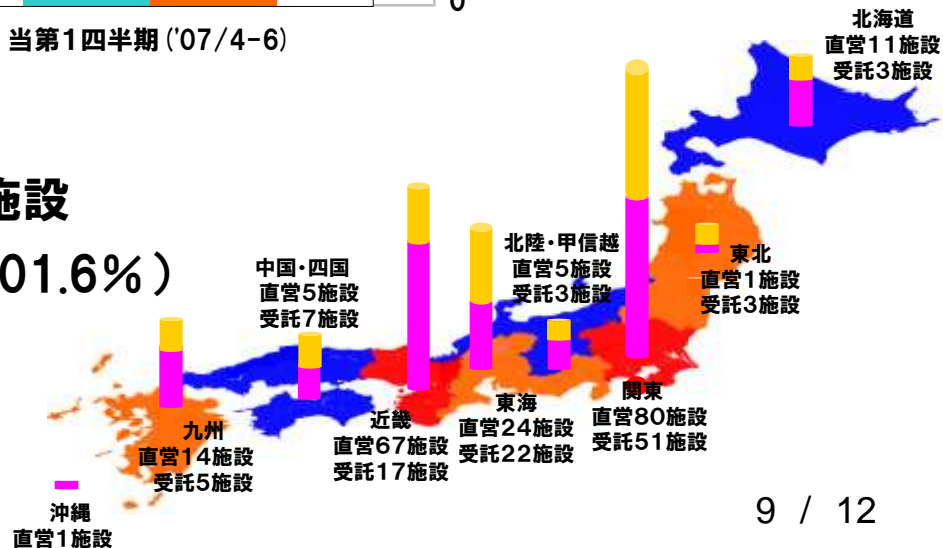 0
当第1四半期('07/4-6)
施設
01.6%)
北海道
直営11施設
受託3施設
東北
直営1施設
受託3施設
北陸・甲信越
直営5施設
受託3施設
関東
直営80施設
受託51施設
東海
直営24施設
受託22施設
近畿
直営67施設
受託17施設
中国・四国
直営5施設
受託7施設
九州
直営14施設
受託5施設
沖縄
直営1施設
9 / 12